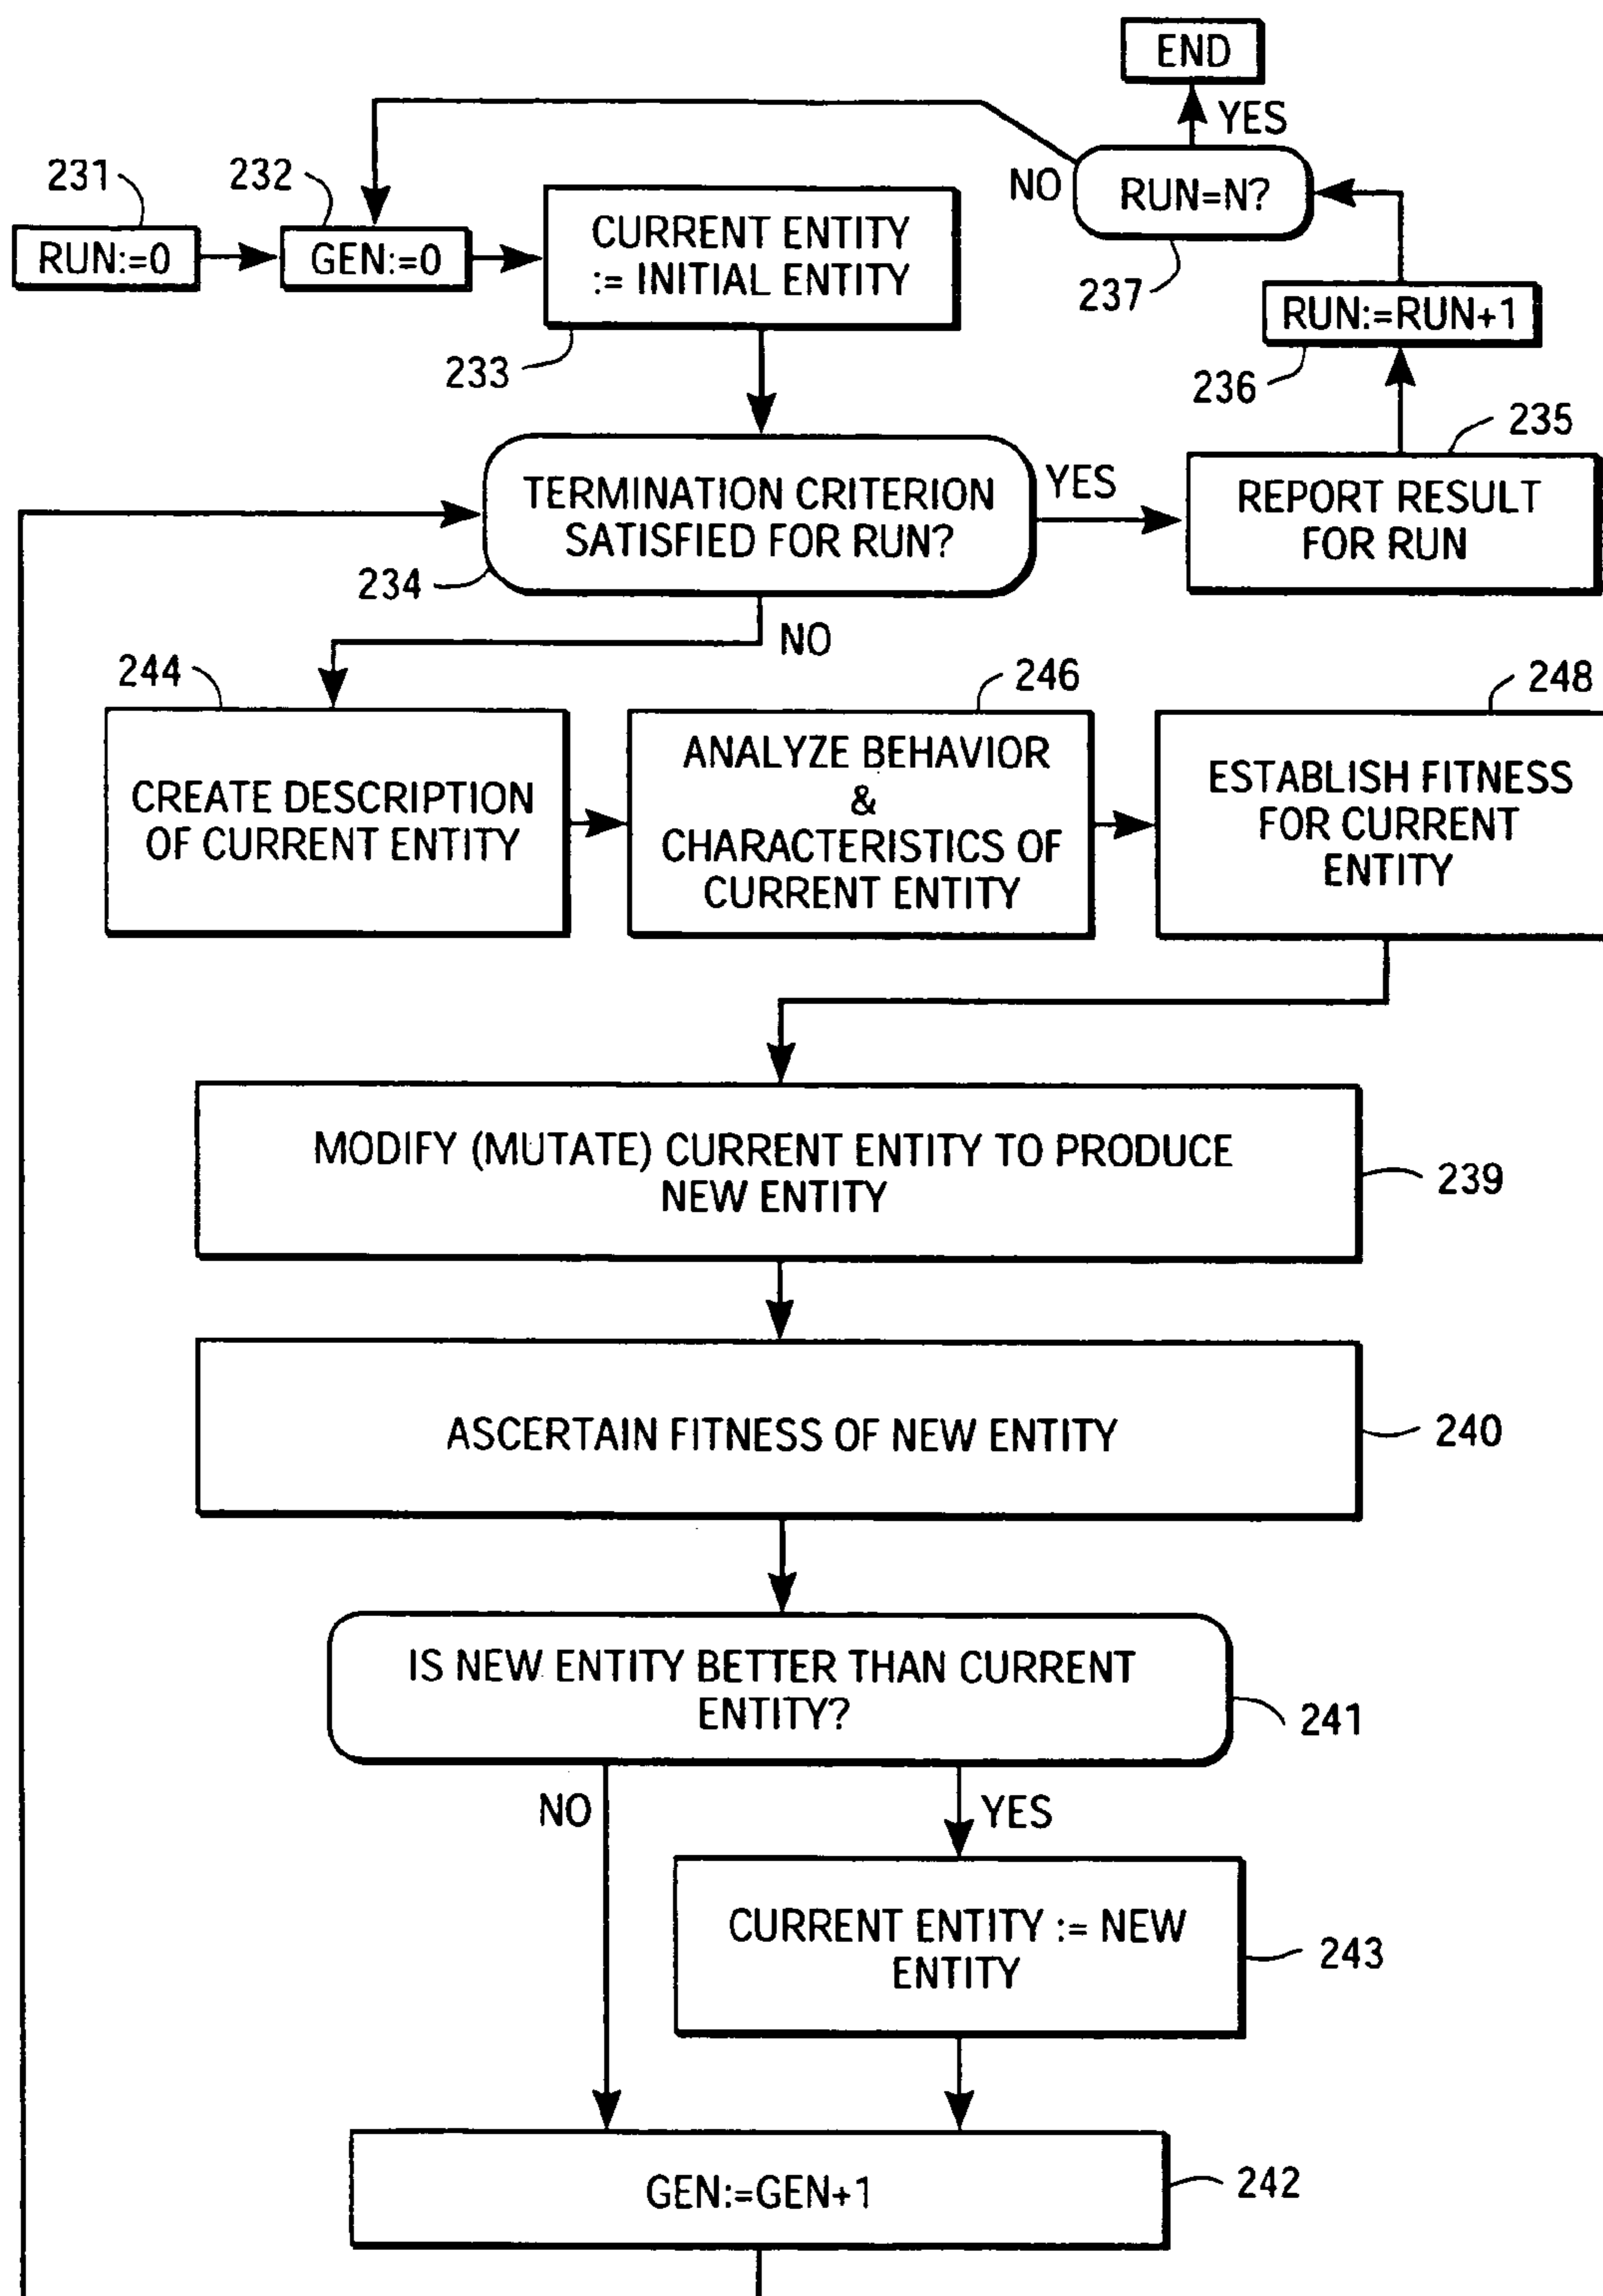 END
YES
231
232
NO
RUN=N?
RUN:=0
GEN:=0
CURRENT ENTITY
:= INITIAL ENTITY
237
RUN:=RUN+1
233
236
235
TERMINATION CRITERION
SATISFIED FOR RUN?
YES
REPORT RESULT
FOR RUN
234
NO
244
246
248
CREATE DESCRIPTION
OF CURRENT ENTITY
ANALYZE BEHAVIOR
&
CHARACTERISTICS OF
CURRENT ENTITY
ESTABLISH FITNESS
FOR CURRENT
ENTITY
MODIFY (MUTATE) CURRENT ENTITY TO PRODUCE
NEW ENTITY
239
ASCERTAIN FITNESS OF NEW ENTITY
240
IS NEW ENTITY BETTER THAN CURRENT
ENTITY?
241
NO
YES
CURRENT ENTITY := NEW
ENTITY
243
GEN:=GEN+1
242